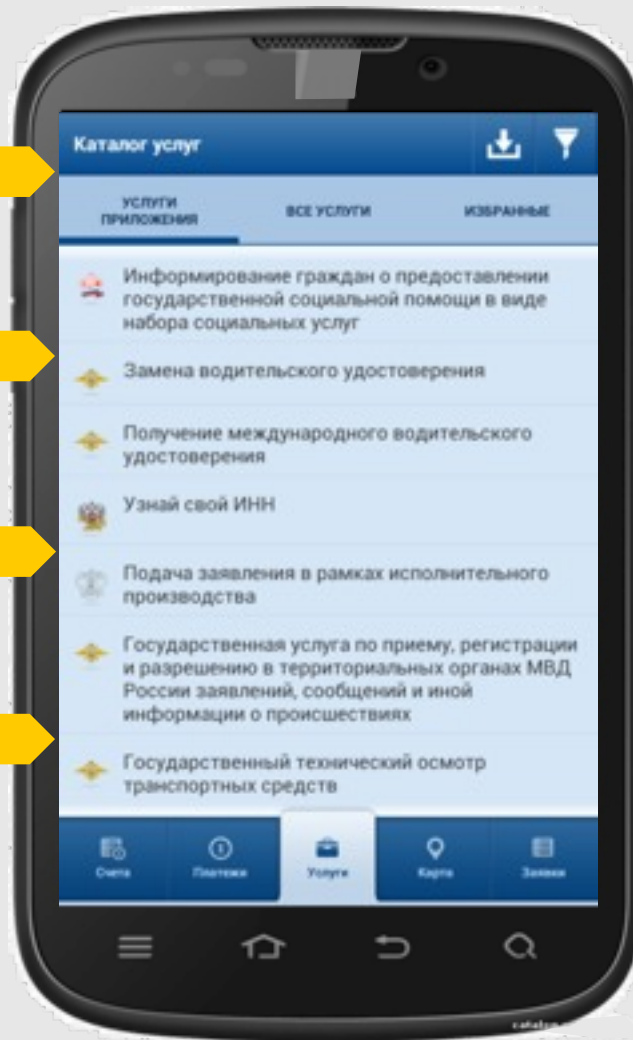 Каталог услуг
УСЛУГИ
ПРИЛОЖЕНИЯ
ВСЕ УСЛУГИ
ИЗБРАННЫЕ
Информирование граждан о предоставлении
государственной социальной помощи в виде
набора социальных услуг
Замена водительского удостоверения
Получение международного водительского
удостоверения
Узнай свой ИНН
Подача заявления в рамках исполнительного
производства
Государственная услуга по приему, регистрации
и разрешению в территориальных органах МВД
России заявлений, сообщений и иной
информации о происшествиях
Государственный технический осмотр
транспортных средств
Счета
Платежи
Услуги
Карта
Заявки